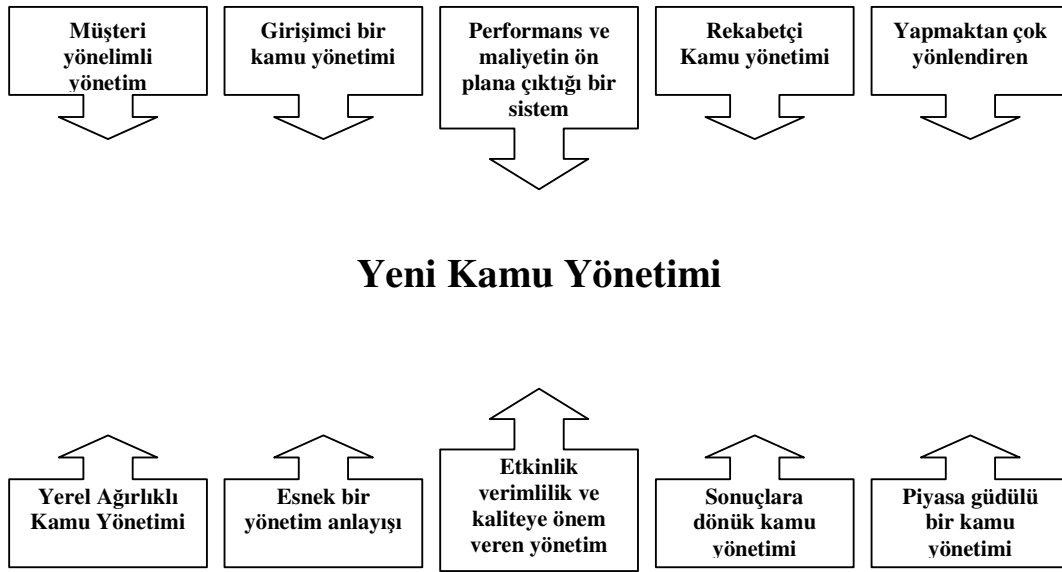 Müşteri
yönelimli
yönetim
Girişimci bir
kamu yönetimi
Performans ve
maliyetin ön
plana çıktığı bir
sistem
Rekabetçi
Kamu yönetimi
Yapmaktan çok
yönlendiren
Yeni Kamu Yönetimi
Yerel Ağırlıklı
Kamu Yönetimi
Esnek bir
yönetim anlayışı
Etkinlik
verimlilik ve
kaliteye önem
veren yönetim
Sonuçlara
dönük kamu
yönetimi
Piyasa güdülü
bir kamu
yönetimi